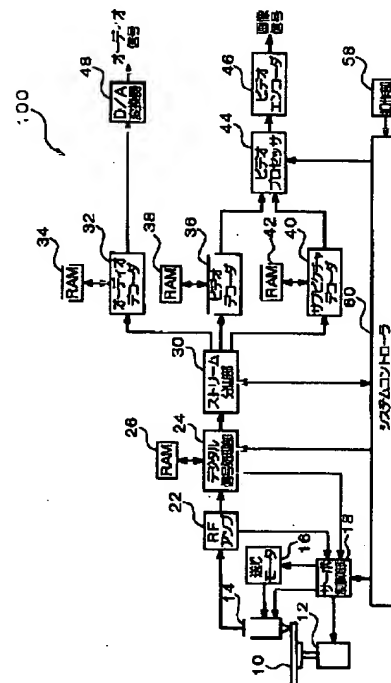 100
オーディオ
信号
48
D/A
変換器
34
RAM
32
オーディオ
デコーダ
画像
信号
46
ビデオ
エンコーダ
44
ビデオ
プロセッサ
38
RAM
36
ビデオ
デコーダ
42
RAM
40
サブピクチャ
デコーダ
30
ストリーム
分離部
26
RAM
24
デジタル
信号処理部
22
RF
アンプ
14
16
送り
モータ
18
サーボ
制御部
10
12
58
操作部
60
システムコントローラ